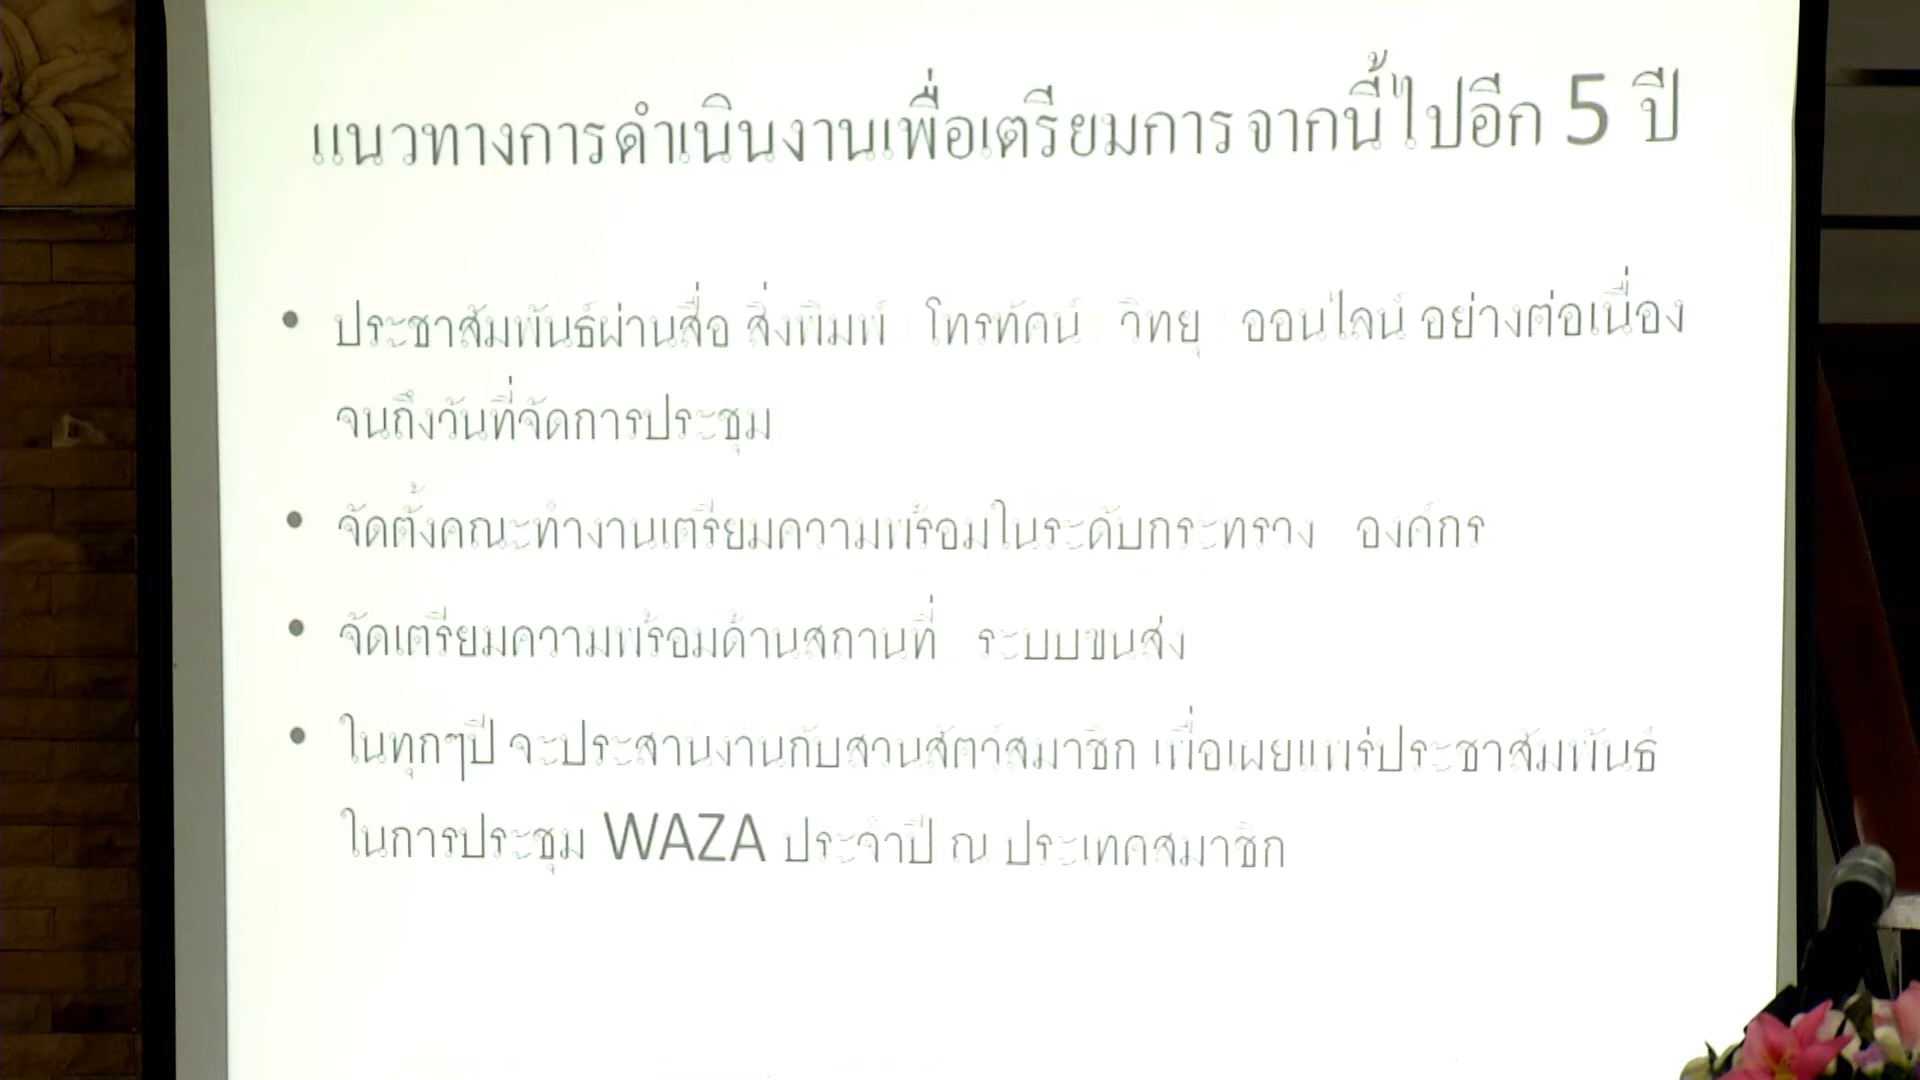 แนวทางการดำเนินงานเพื่อเตรียมการจากนี้ไปอีก 5 ปี
• ประชาสัมพันธ์ผ่านสื่อ สิ่งพิมพ์ โทรทัศน์ วิทยุ ออนไลน์ อย่างต่อเนื่อง
จนถึงวันที่จัดการประชุม
• จัดตั้งคณะทำงานเตรียมความพร้อมในระดับกระทรวง องค์กร
• จัดเตรียมความพร้อมด้านสถานที่ ระบบขนส่ง
• ในทุกๆปี จะประสานงานกับสวนสัตว์สมาชิก เพื่อเผยแพร่ประชาสัมพันธ์
ในการประชุม WAZA ประจำปี ณ ประเทศสมาชิก